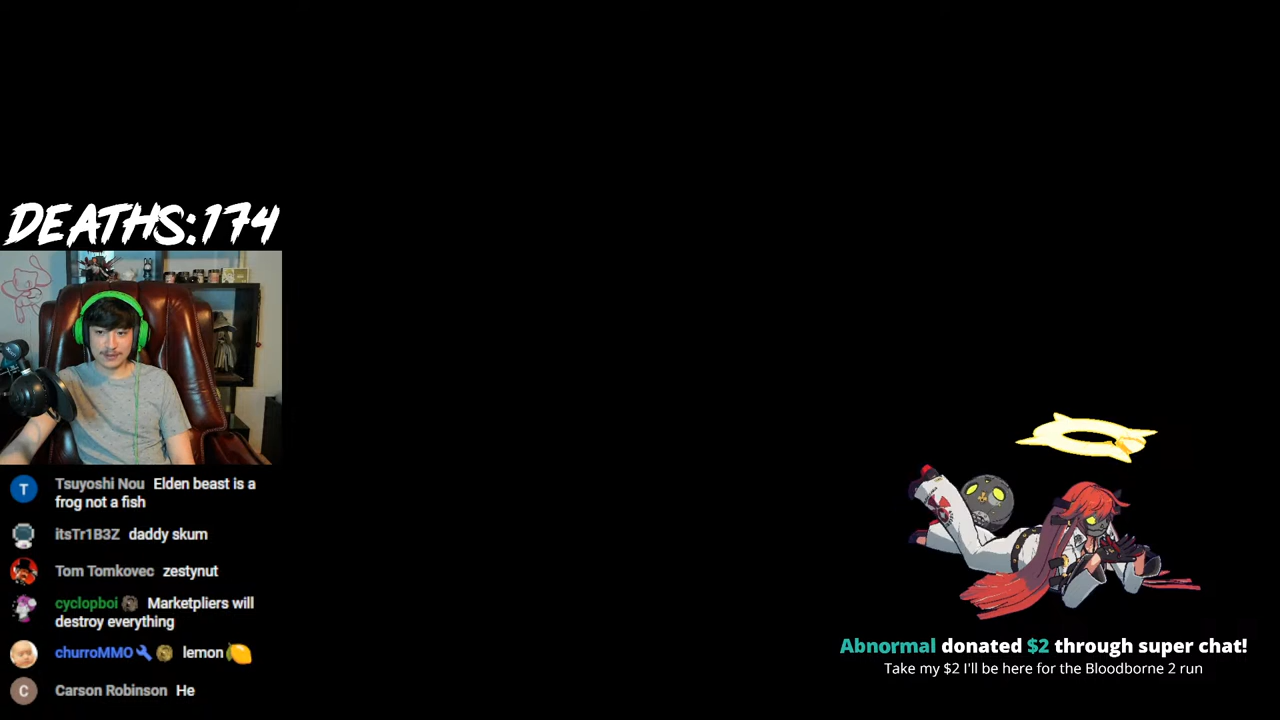 DEATHS:174
Tsuyoshi Nou Elden beast is a
frog not a fish
itsTr1B3Z daddy skum
Tom Tomkovec zestynut
cyclopboi Marketpliers will
destroy everything
churroMMO lemon 🍋
Carson Robinson He
Abnormal donated $2 through super chat!
Take my $2 I'll be here for the Bloodborne 2 run